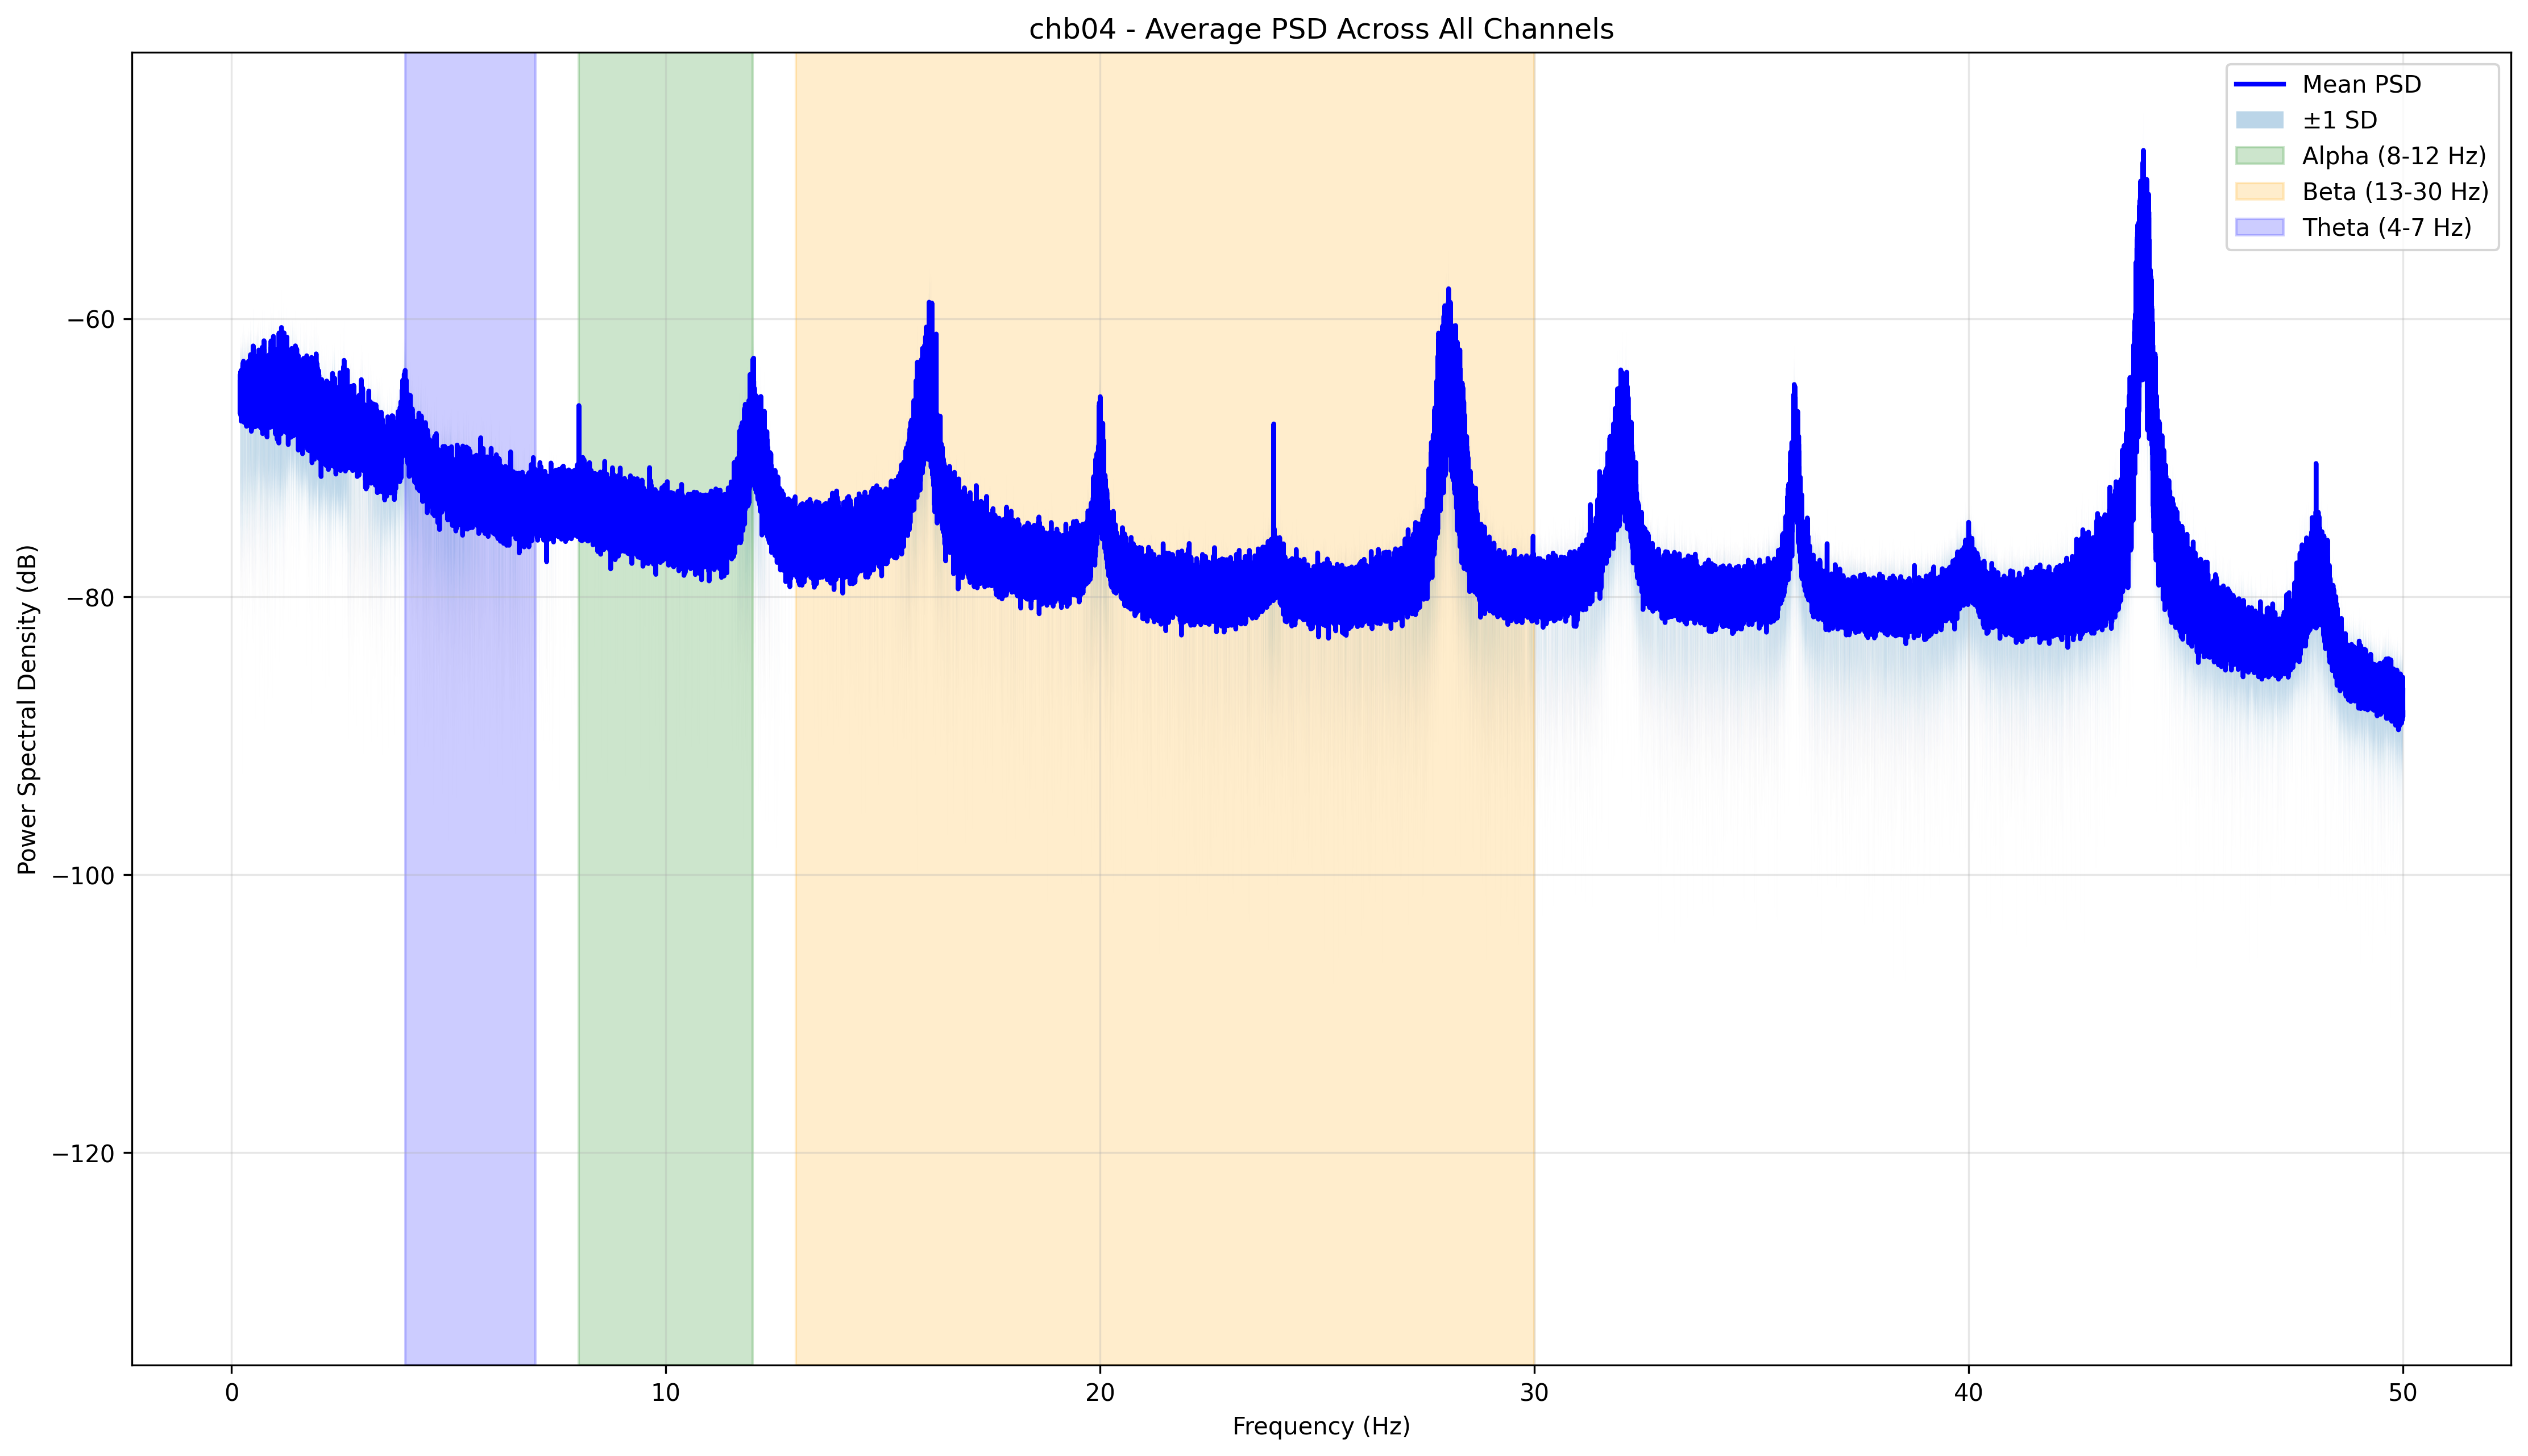 chb04 - Average PSD Across All Channels
Mean PSD
±1 SD
Alpha (8-12 Hz)
Beta (13-30 Hz)
Theta (4-7 Hz)
Power Spectral Density (dB)
−60
−80
−100
−120
0 10 20 30 40 50
Frequency (Hz)